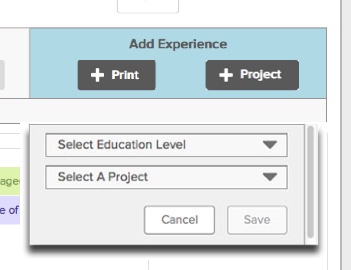 Add Experience
+ Print
+ Project
Select Education Level
Select A Project
age
e of
Cancel
Save